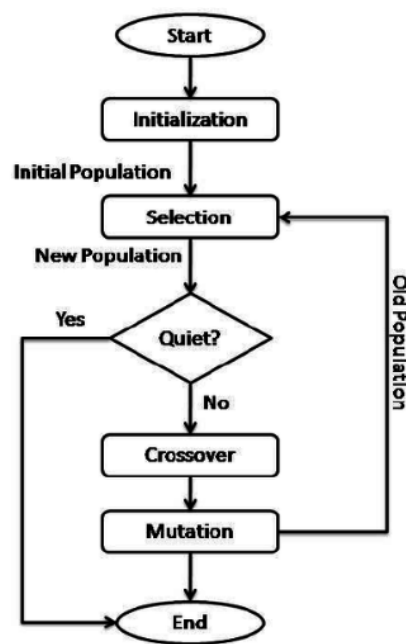 Start
Initialization
Initial Population
Selection
New Population
Yes
Quiet?
Old Population
No
Crossover
Mutation
End